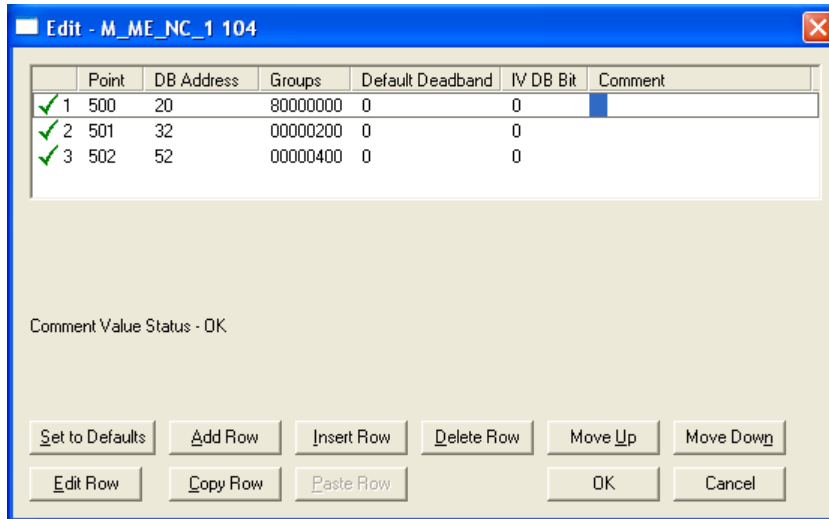 Edit - M_ME_NC_1 104
Point DB Address Groups Default Deadband IV DB Bit Comment
1 500 20 80000000 0 0
2 501 32 00000200 0 0
3 502 52 00000400 0 0
Comment Value Status - OK
Set to Defaults Add Row Insert Row Delete Row Move Up Move Down
Edit Row Copy Row Paste Row OK Cancel